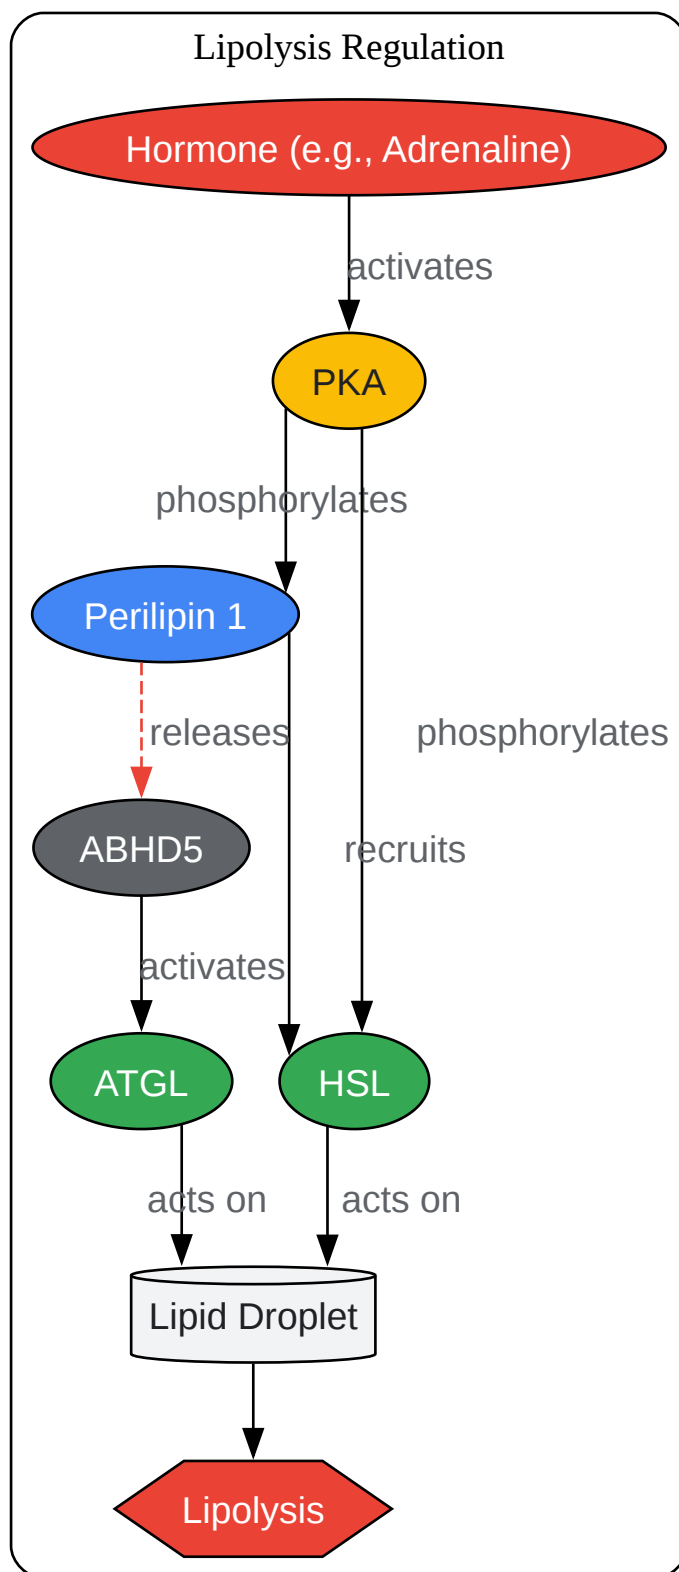 Lipolysis Regulation
Hormone (e.g., Adrenaline)
activates
PKA
phosphorylates
Perilipin 1
releases
phosphorylates
ABHD5
recruits
activates
ATGL
HSL
acts on
acts on
Lipid Droplet
Lipolysis